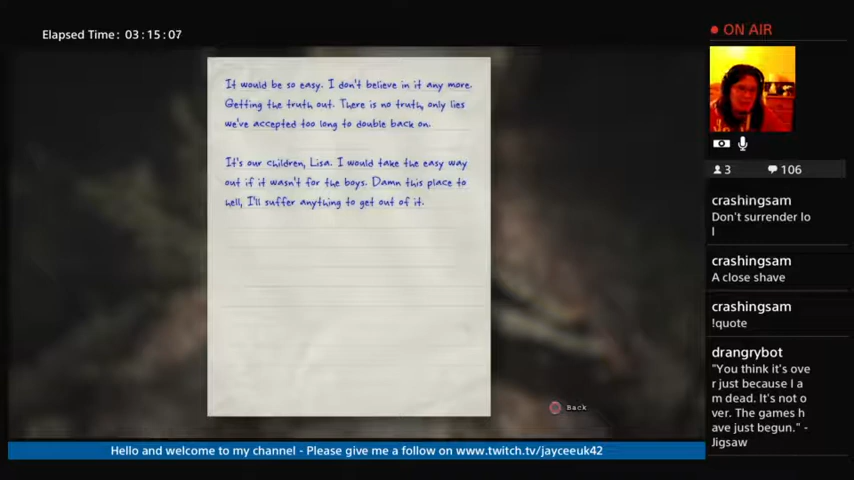 Elapsed Time: 03:15:07
It would be so easy. I don't believe in it any more.
Getting the truth out. There is no truth, only lies
we've accepted too long to double back on.
It's our children, Lisa. I would take the easy way
out if it wasn't for the boys. Damn this place to
hell, I'll suffer anything to get out of it.
Back
Hello and welcome to my channel - Please give me a follow on www.twitch.tv/jayceeuk42
ON AIR
3 106
crashingsam
Don't surrender lo
l
crashingsam
A close shave
crashingsam
!quote
drangrybot
"You think it's ove
r just because I a
m dead. It's not o
ver. The games h
ave just begun." -
Jigsaw